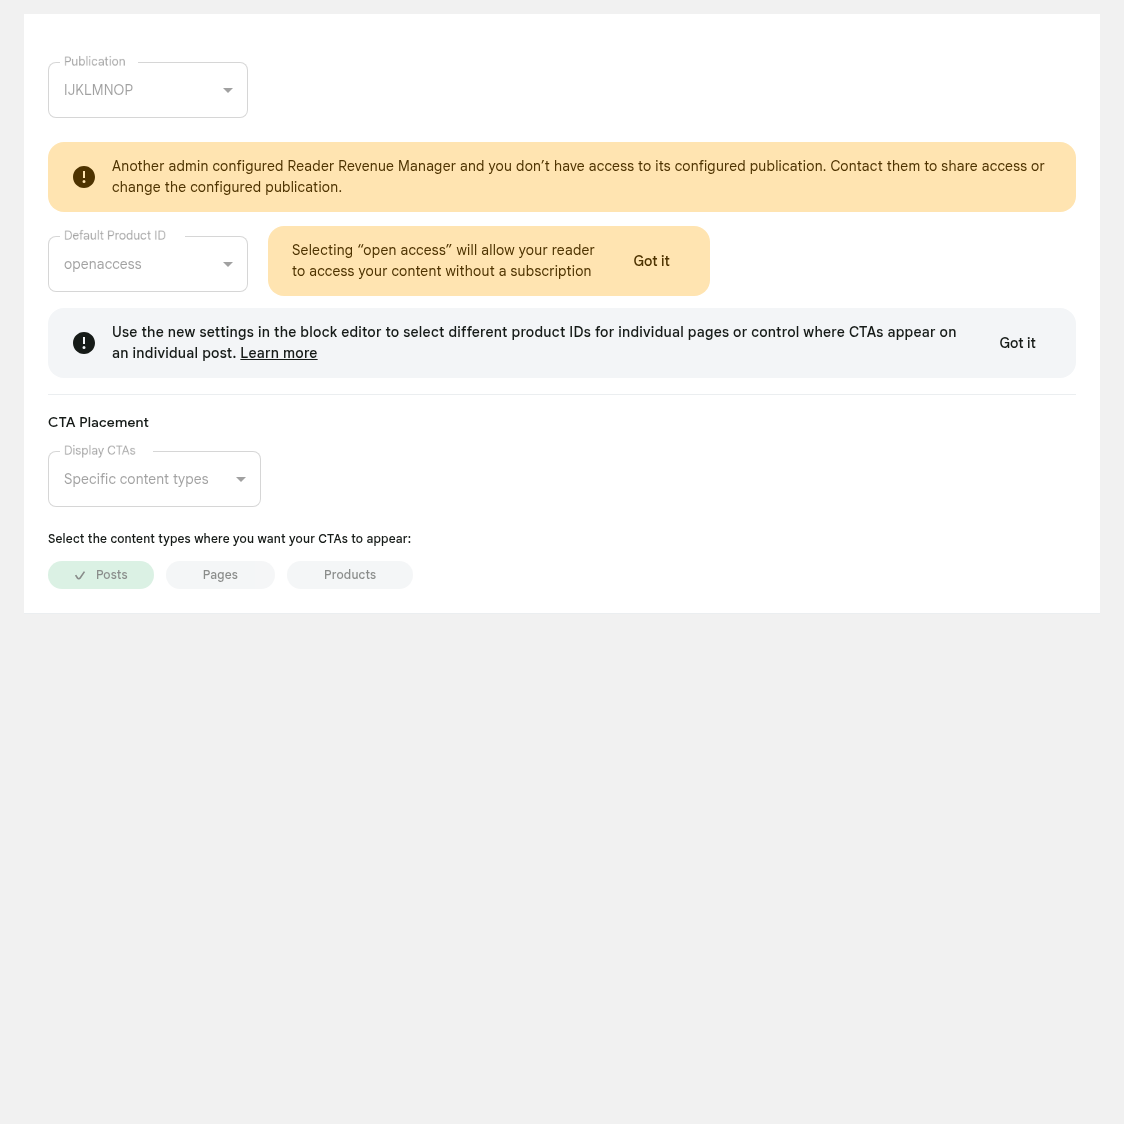 Publication
IJKLMNOP
Another admin configured Reader Revenue Manager and you don’t have access to its configured publication. Contact them to share access or
change the configured publication.
Default Product ID
openaccess
Selecting “open access” will allow your reader
to access your content without a subscription
Got it
Use the new settings in the block editor to select different product IDs for individual pages or control where CTAs appear on
an individual post. Learn more
Got it
CTA Placement
Display CTAs
Specific content types
Select the content types where you want your CTAs to appear:
Posts
Pages
Products